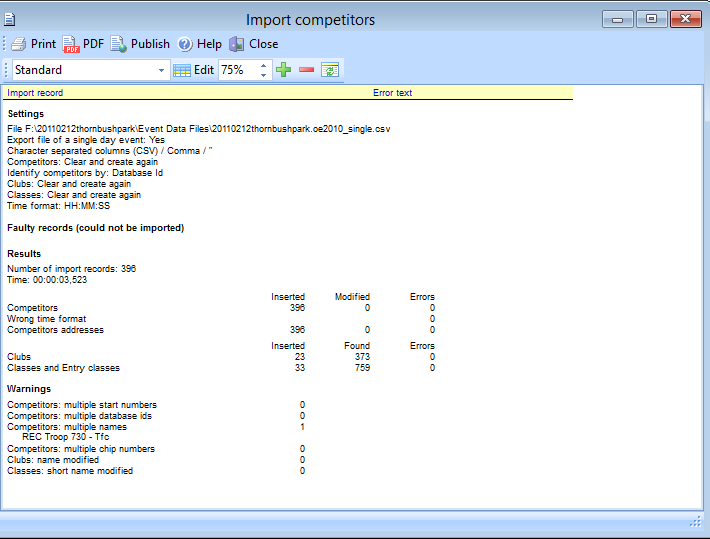 Import competitors
Print PDF Publish Help Close
Standard Edit 75%
Import record Error text
Settings
File F:\20110212thornbushpark\Event Data Files\20110212thornbushpark.oe2010_single.csv
Export file of a single day event: Yes
Character separated columns (CSV) / Comma / "
Competitors: Clear and create again
Identify competitors by: Database Id
Clubs: Clear and create again
Classes: Clear and create again
Time format: HH:MM:SS
Faulty records (could not be imported)
Results
Number of import records: 396
Time: 00:00:03,523
Inserted Modified Errors
Competitors 396 0 0
Wrong time format 0
Competitors addresses 396 0 0
Inserted Found Errors
Clubs 23 373 0
Classes and Entry classes 33 759 0
Warnings
Competitors: multiple start numbers 0
Competitors: multiple database ids 0
Competitors: multiple names 1
REC Troop 730 - Tfc
Competitors: multiple chip numbers 0
Clubs: name modified 0
Classes: short name modified 0